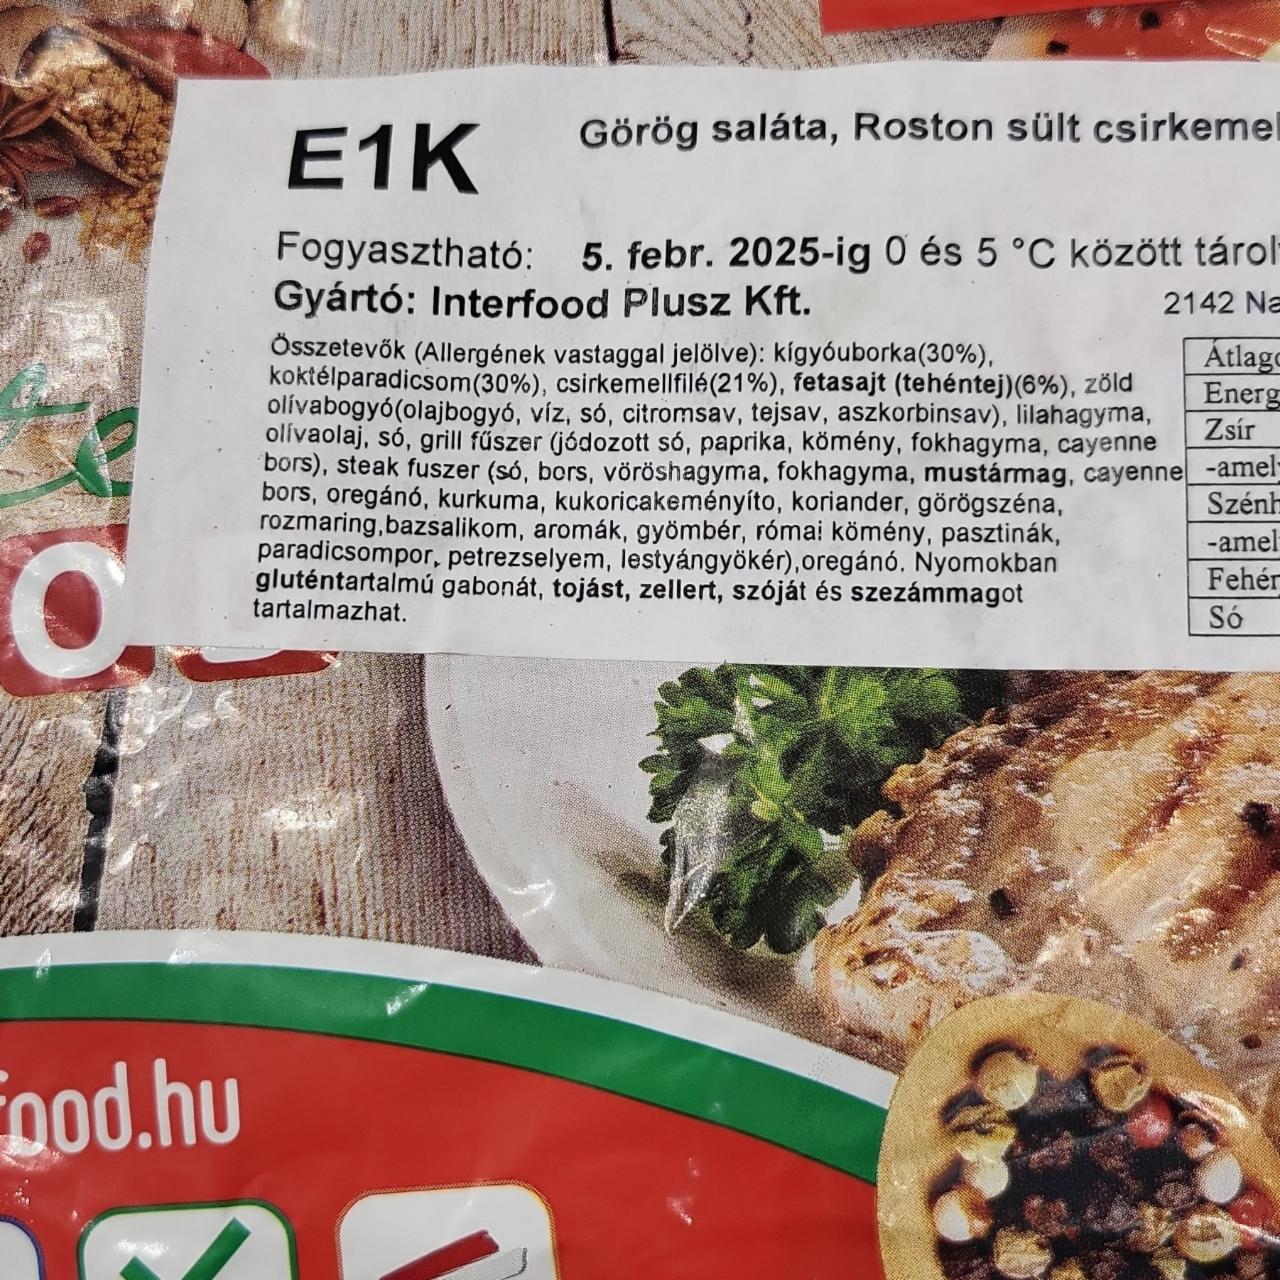 E1K
Görög saláta, Roston sült csirkemel
Fogyasztható: 5. febr. 2025-ig 0 és 5 °C között tárol
Gyártó: Interfood Plusz Kft.
2142 Na
Összetevők (Allergének vastaggal jelölve): kígyóuborka(30%),
koktélparadicsom(30%), csirkemellfilé(21%), fetasajt (tehéntej)(6%), zöld
olívabogyó(olajbogyó, víz, só, citromsav, tejsav, aszkorbinsav), lilahagyma,
olívaolaj, só, grill fűszer (jódozott só, paprika, kömény, fokhagyma, cayenne
bors), steak fuszer (só, bors, vöröshagyma, fokhagyma, mustármag, cayenne
bors, oregánó, kurkuma, kukoricakeményíto, koriander, görögszéna,
rozmaring,bazsalikom, aromák, gyömbér, római kömény, pasztinák,
paradicsompor, petrezselyem, lestyángyökér),oregánó. Nyomokban
gluténtartalmú gabonát, tojást, zellert, szóját és szezámmagot
tartalmazhat.
Átlago
Energ
Zsír
-amely
Szénh
-amel
Fehér
Só
food.hu